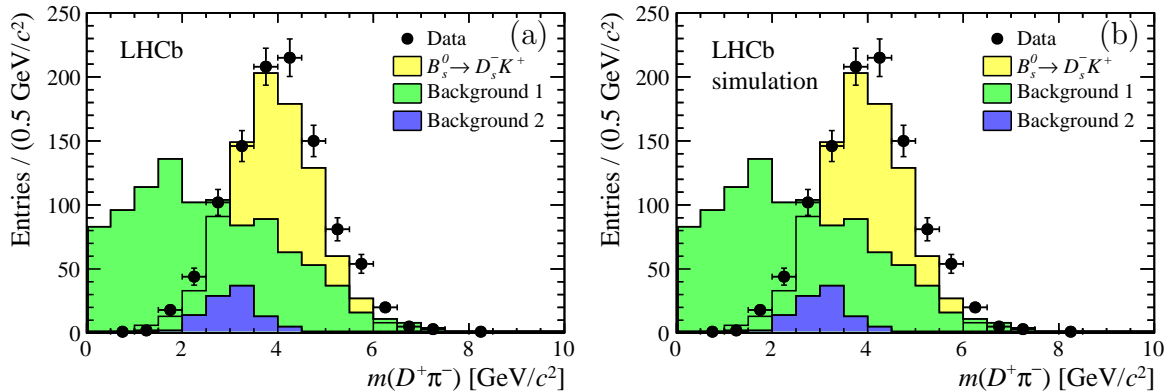 Entries / (0.5 GeV/c²)
250
200
150
100
50
0
LHCb
(a)
Data
B⁰ₛ → D⁻ₛ K⁺
Background 1
Background 2
0 2 4 6 8 10
m(D⁺π⁻) [GeV/c²]
Entries / (0.5 GeV/c²)
250
200
150
100
50
0
LHCb
simulation
(b)
Data
B⁰ₛ → D⁻ₛ K⁺
Background 1
Background 2
0 2 4 6 8 10
m(D⁺π⁻) [GeV/c²]